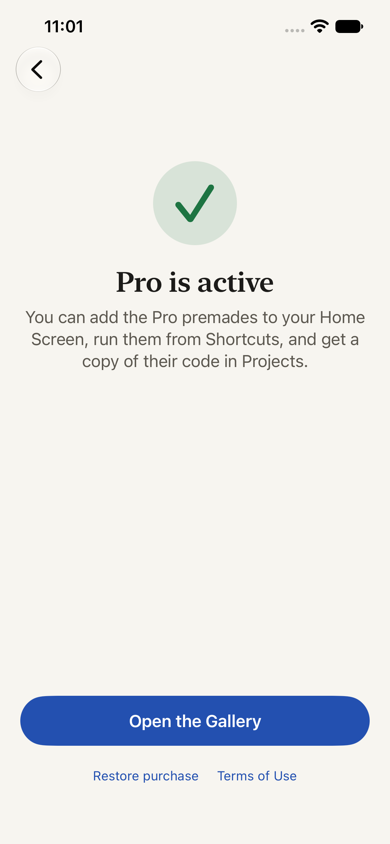 11:01
Pro is active
You can add the Pro premades to your Home
Screen, run them from Shortcuts, and get a
copy of their code in Projects.
Open the Gallery
Restore purchase Terms of Use